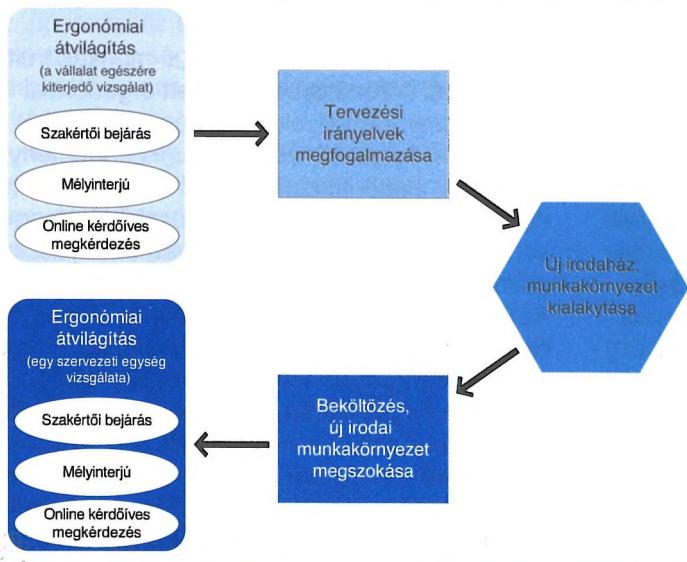 Ergonómiai
átvilágítás
(a vállalat egészére
kiterjedő vizsgálat)
Szakértői bejárás
Mélyinterjú
Online kérdőíves
megkérdezés
Tervezési
irányelvek
megfogalmazása
Új irodaház,
munkakörnyezet
kialakytása
Beköltözés,
új irodai
munkakörnyezet
megszokása
Ergonómiai
átvilágítás
(egy szervezeti egység
vizsgálata)
Szakértői bejárás
Mélyinterjú
Online kérdőíves
megkérdezés